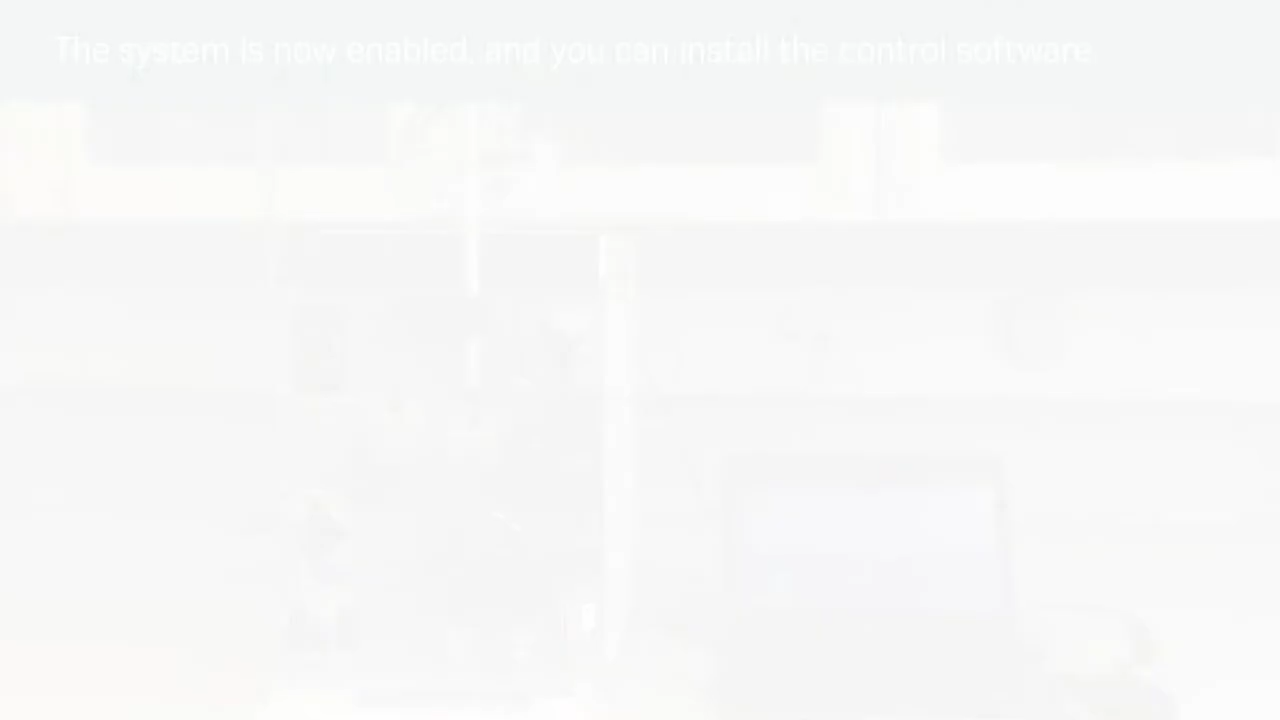 The system is now enabled, and you can install the control software.